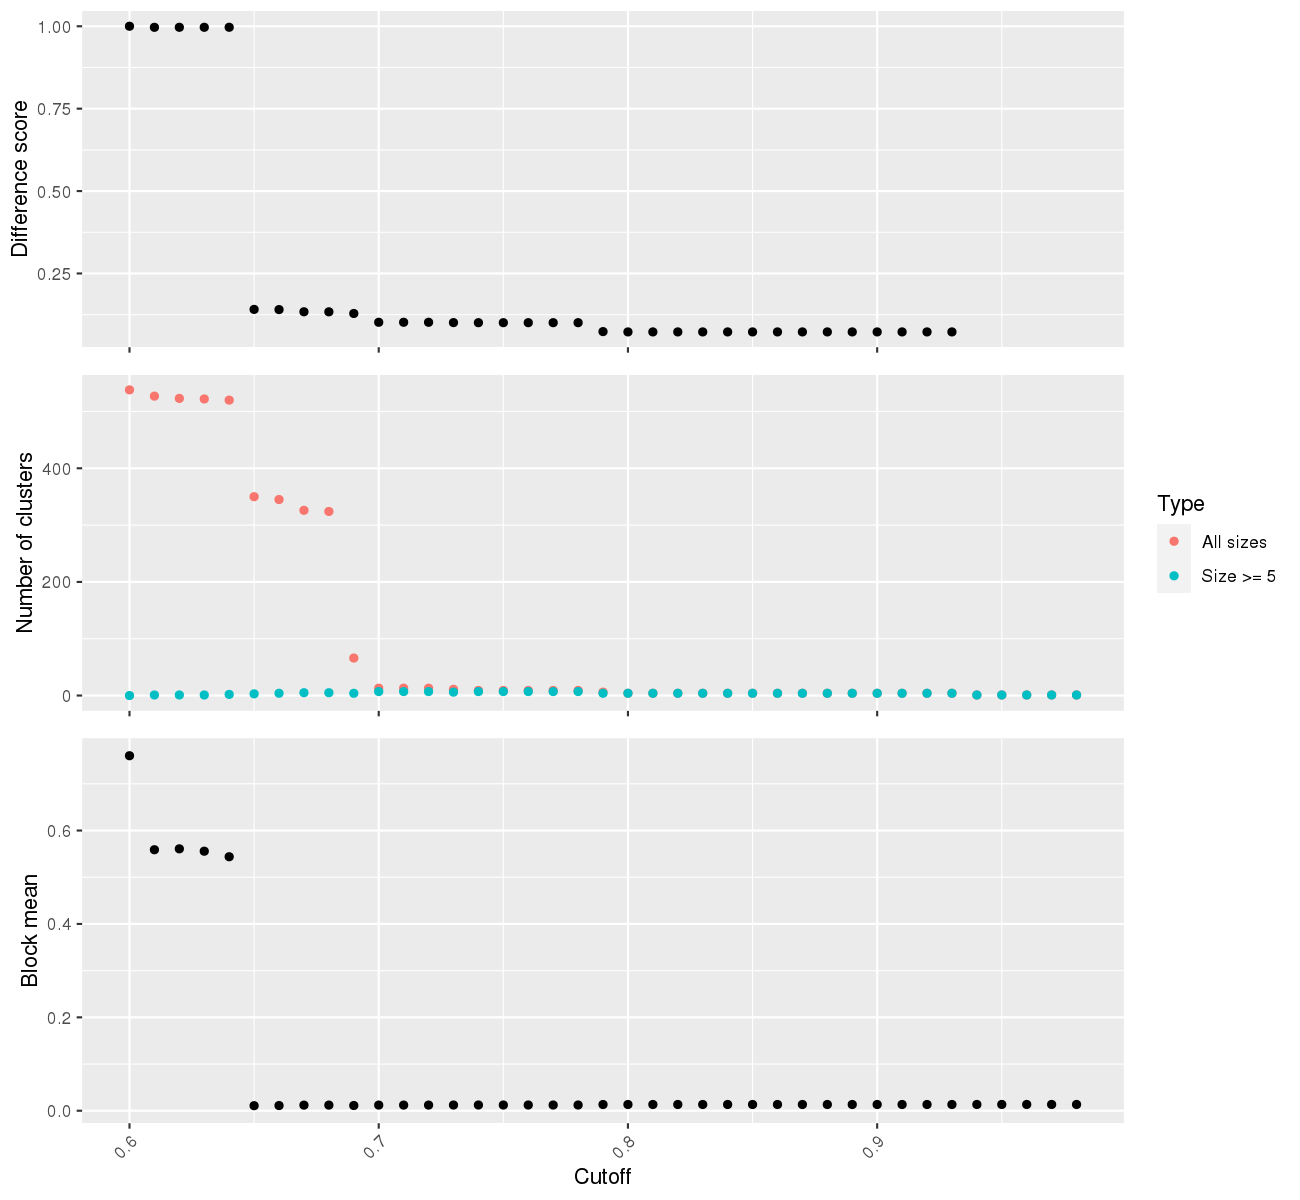 Difference score
1.00
0.75
0.50
0.25
Number of clusters
400
200
0
Type
All sizes
Size >= 5
Block mean
0.6
0.4
0.2
0.0
0.6
0.7
0.8
0.9
Cutoff